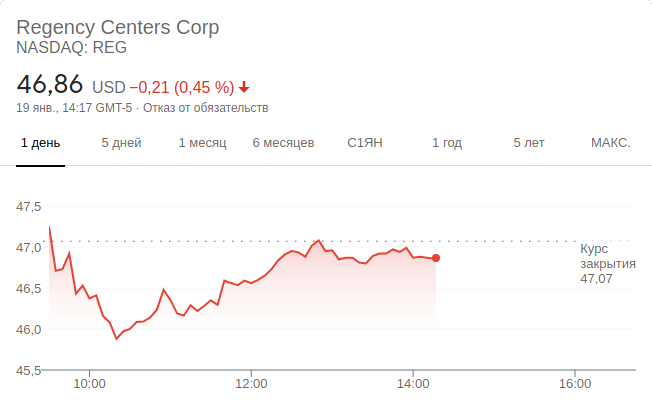 Regency Centers Corp
NASDAQ: REG
46,86 USD −0,21 (0,45 %)
19 янв., 14:17 GMT-5 · Отказ от обязательств
1 день 5 дней 1 месяц 6 месяцев С1ЯН 1 год 5 лет МАКС.
47,5
47,0
Курс
закрытия
47,07
46,5
46,0
45,5
10:00 12:00 14:00 16:00